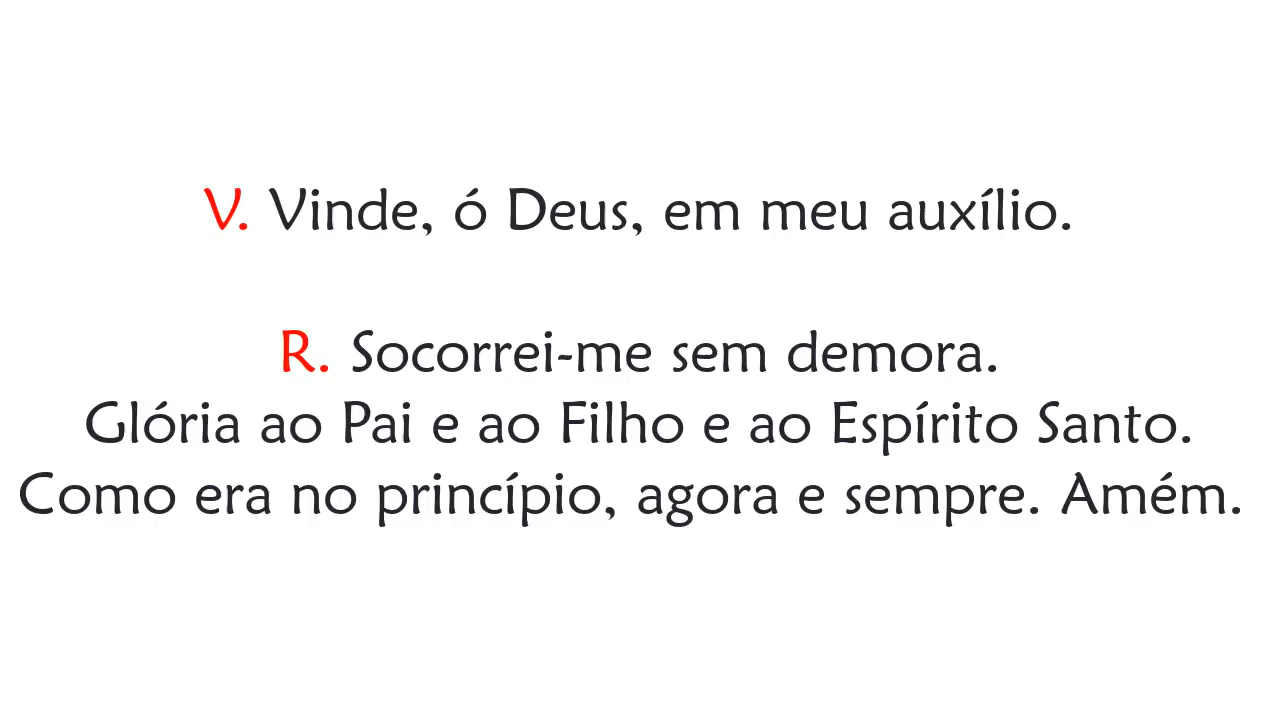 V. Vinde, ó Deus, em meu auxílio.
R. Socorrei-me sem demora.
Glória ao Pai e ao Filho e ao Espírito Santo.
Como era no princípio, agora e sempre. Amém.